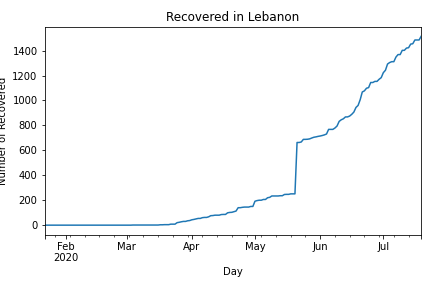 Recovered in Lebanon
Number of Recovered
1400
1200
1000
800
600
400
200
0
Feb
2020
Mar
Apr
May
Jun
Jul
Day